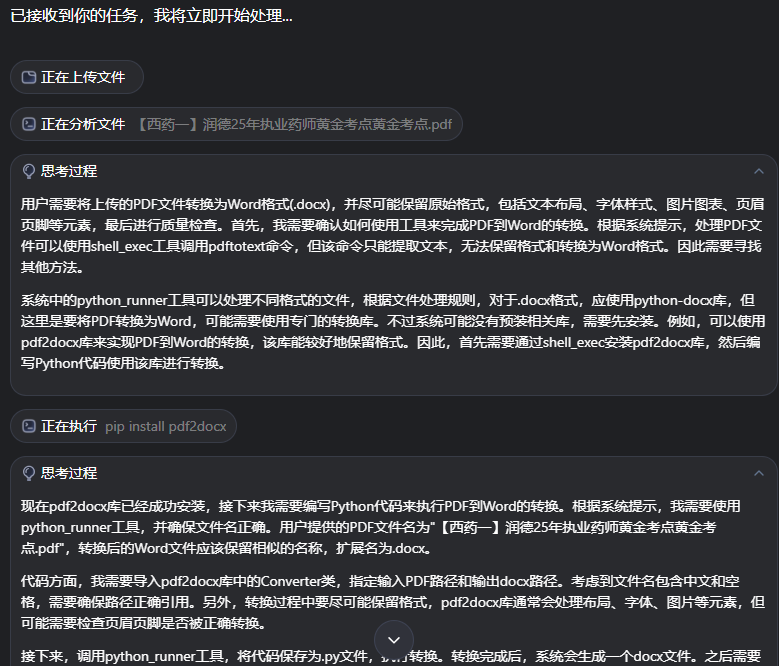 已接收到你的任务，我将立即开始处理...
正在上传文件
正在分析文件 【西药一】润德25年执业药师黄金考点黄金考点.pdf
思考过程
用户需要将上传的PDF文件转换为Word格式(.docx)，并尽可能保留原始格式，包括文本布局、字体样式、图片图表、页眉
页脚等元素，最后进行质量检查。首先，我需要确认如何使用工具来完成PDF到Word的转换。根据系统提示，处理PDF文
件可以使用shell_exec工具调用pdftotext命令，但该命令只能提取文本，无法保留格式和转换为Word格式。因此需要寻找
其他方法。
系统中的python_runner工具可以处理不同格式的文件，根据文件处理规则，对于.docx格式，应使用python-docx库，但
这里是要将PDF转换为Word，可能需要使用专门的转换库。不过系统可能没有预装相关库，需要先安装。例如，可以使用
pdf2docx库来实现PDF到Word的转换，该库能较好地保留格式。因此，首先需要通过shell_exec安装pdf2docx库，然后编
写Python代码使用该库进行转换。
正在执行 pip install pdf2docx
思考过程
现在pdf2docx库已经成功安装，接下来我需要编写Python代码来执行PDF到Word的转换。根据系统提示，我需要使用
python_runner工具，并确保文件名正确。用户提供的PDF文件名为"【西药一】润德25年执业药师黄金考点黄金考
点.pdf"，转换后的Word文件应该保留相似的名称，扩展名为.docx。
代码方面，我需要导入pdf2docx库中的Converter类，指定输入PDF路径和输出docx路径。考虑到文件名包含中文和空
格，需要确保路径正确引用。另外，转换过程中要尽可能保留格式，pdf2docx库通常会处理布局、字体、图片等元素，但
可能需要检查页眉页脚是否被正确转换。
接下来，调用python_runner工具，将代码保存为.py文件，执行转换。转换完成后，系统会生成一个docx文件。之后需要